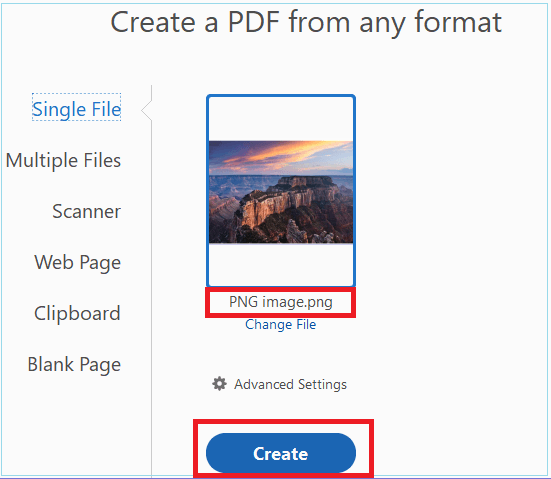 Create a PDF from any format
Single File
Multiple Files
Scanner
Web Page
Clipboard
Blank Page
PNG image.png
Change File
Advanced Settings
Create